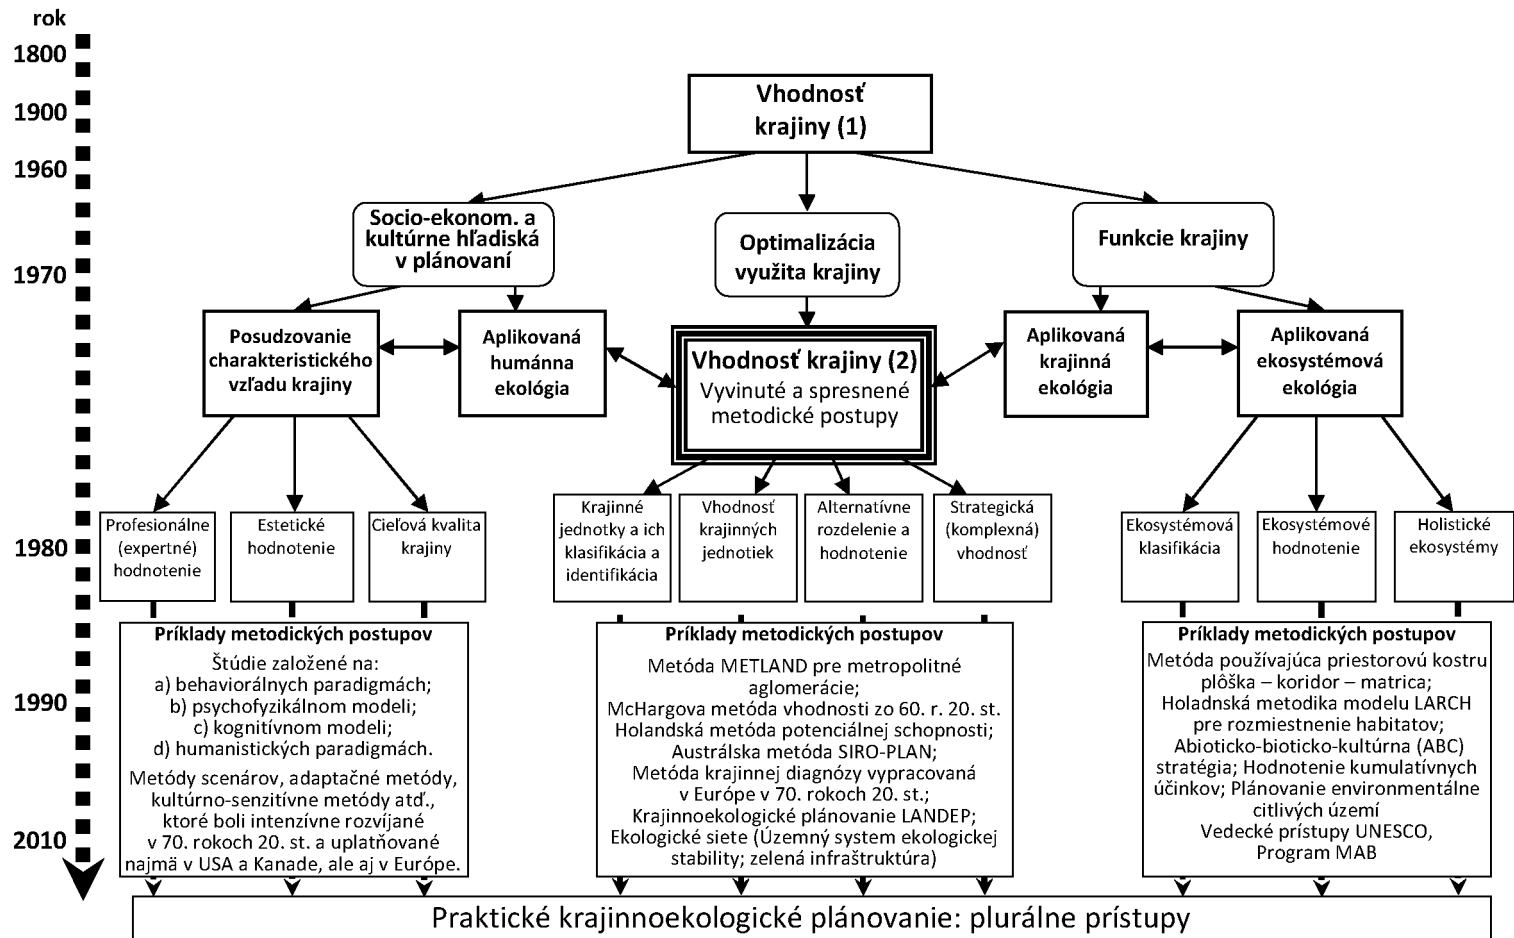 rok
1800
1900
1960
1970
1980
1990
2010
Vhodnosť
krajiny (1)
Socio-ekonom. a
kultúrne hľadiská
v plánovaní
Optimalizácia
využita krajiny
Funkcie krajiny
Posudzovanie
charakteristického
vzľadu krajiny
Aplikovaná
humánna
ekológia
Vhodnosť krajiny (2)
Vyvinuté a spresnené
metodické postupy
Aplikovaná
krajinná
ekológia
Aplikovaná
ekosystémová
ekológia
Profesionálne
(expertné)
hodnotenie
Estetické
hodnotenie
Cieľová kvalita
krajiny
Krajinné
jednotky a ich
klasifikácia a
identifikácia
Vhodnosť
krajinných
jednotiek
Alternatívne
rozdelenie a
hodnotenie
Strategická
(komplexná)
vhodnosť
Ekosystémová
klasifikácia
Ekosystémové
hodnotenie
Holistické
ekosystémy
Príklady metodických postupov
Štúdie založené na:
a) behaviorálnych paradigmách;
b) psychofyzikálnom modeli;
c) kognitívnom modeli;
d) humanistických paradigmách.
Metódy scenárov, adaptačné metódy,
kultúrno-senzitívne metódy atď.,
ktoré boli intenzívne rozvíjané
v 70. rokoch 20. st. a uplatňované
najmä v USA a Kanade, ale aj v Európe.
Príklady metodických postupov
Metóda METLAND pre metropolitné
aglomerácie;
McHargova metóda vhodnosti zo 60. r. 20. st.
Holandská metóda potenciálnej schopnosti;
Austrálska metóda SIRO-PLAN;
Metóda krajinnej diagnózy vypracovaná
v Európe v 70. rokoch 20. st.;
Krajinnoekologické plánovanie LANDEP;
Ekologické siete (Územný system ekologickej
stability; zelená infraštruktúra)
Príklady metodických postupov
Metóda používajúca priestorovú kostru
plôška – koridor – matrica;
Holadnská metodika modelu LARCH
pre rozmiestnenie habitatov;
Abioticko-bioticko-kultúrna (ABC)
stratégia; Hodnotenie kumulatívnych
účinkov; Plánovanie environmentálne
citlivých území
Vedecké prístupy UNESCO,
Program MAB
Praktické krajinnoekologické plánovanie: plurálne prístupy